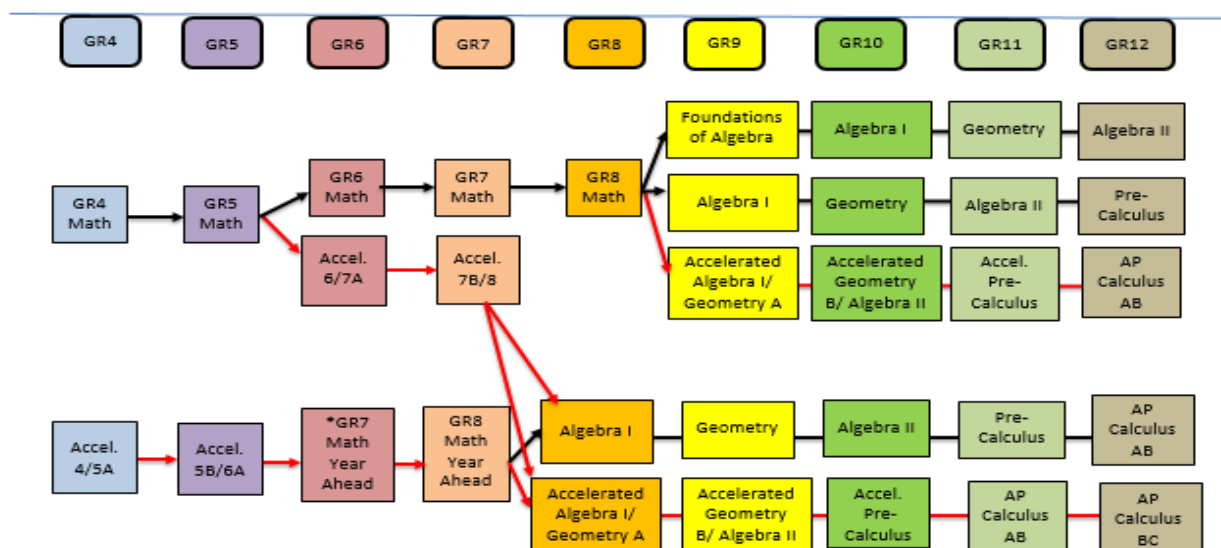 GR4
GR5
GR6
GR7
GR8
GR9
GR10
GR11
GR12
Foundations
of Algebra
Algebra I
Geometry
Algebra II
GR4
Math
GR5
Math
GR6
Math
GR7
Math
GR8
Math
Algebra I
Geometry
Algebra II
Pre-
Calculus
Accel.
6/7A
Accel.
7B/8
Accelerated
Algebra I/
Geometry A
Accelerated
Geometry
B/ Algebra II
Accel.
Pre-
Calculus
AP
Calculus
AB
Accel.
4/5A
Accel.
5B/6A
*GR7
Math
Year
Ahead
GR8
Math
Year
Ahead
Algebra I
Geometry
Algebra II
Pre-
Calculus
AP
Calculus
AB
Accelerated
Algebra I/
Geometry A
Accelerated
Geometry
B/ Algebra II
Accel.
Pre-
Calculus
AP
Calculus
AB
AP
Calculus
BC